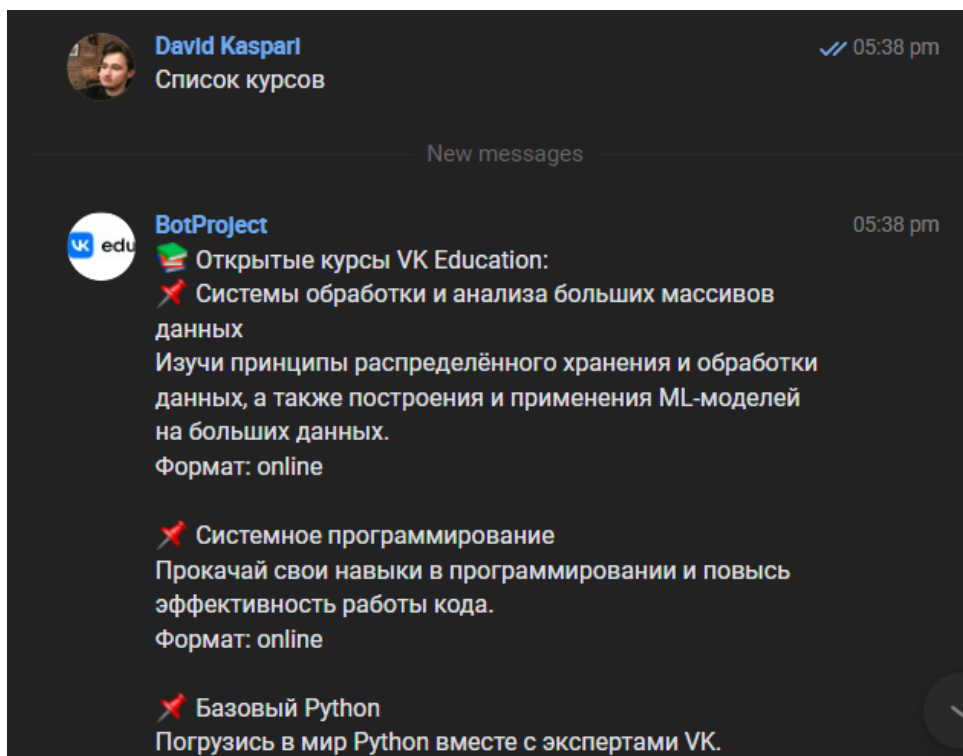 David Kaspari
05:38 pm
Список курсов
New messages
BotProject
05:38 pm
VK edu
Открытые курсы VK Education:
Системы обработки и анализа больших массивов
данных
Изучи принципы распределённого хранения и обработки
данных, а также построения и применения ML-моделей
на больших данных.
Формат: online
Системное программирование
Прокачай свои навыки в программировании и повысь
эффективность работы кода.
Формат: online
Базовый Python
Погрузись в мир Python вместе с экспертами VK.